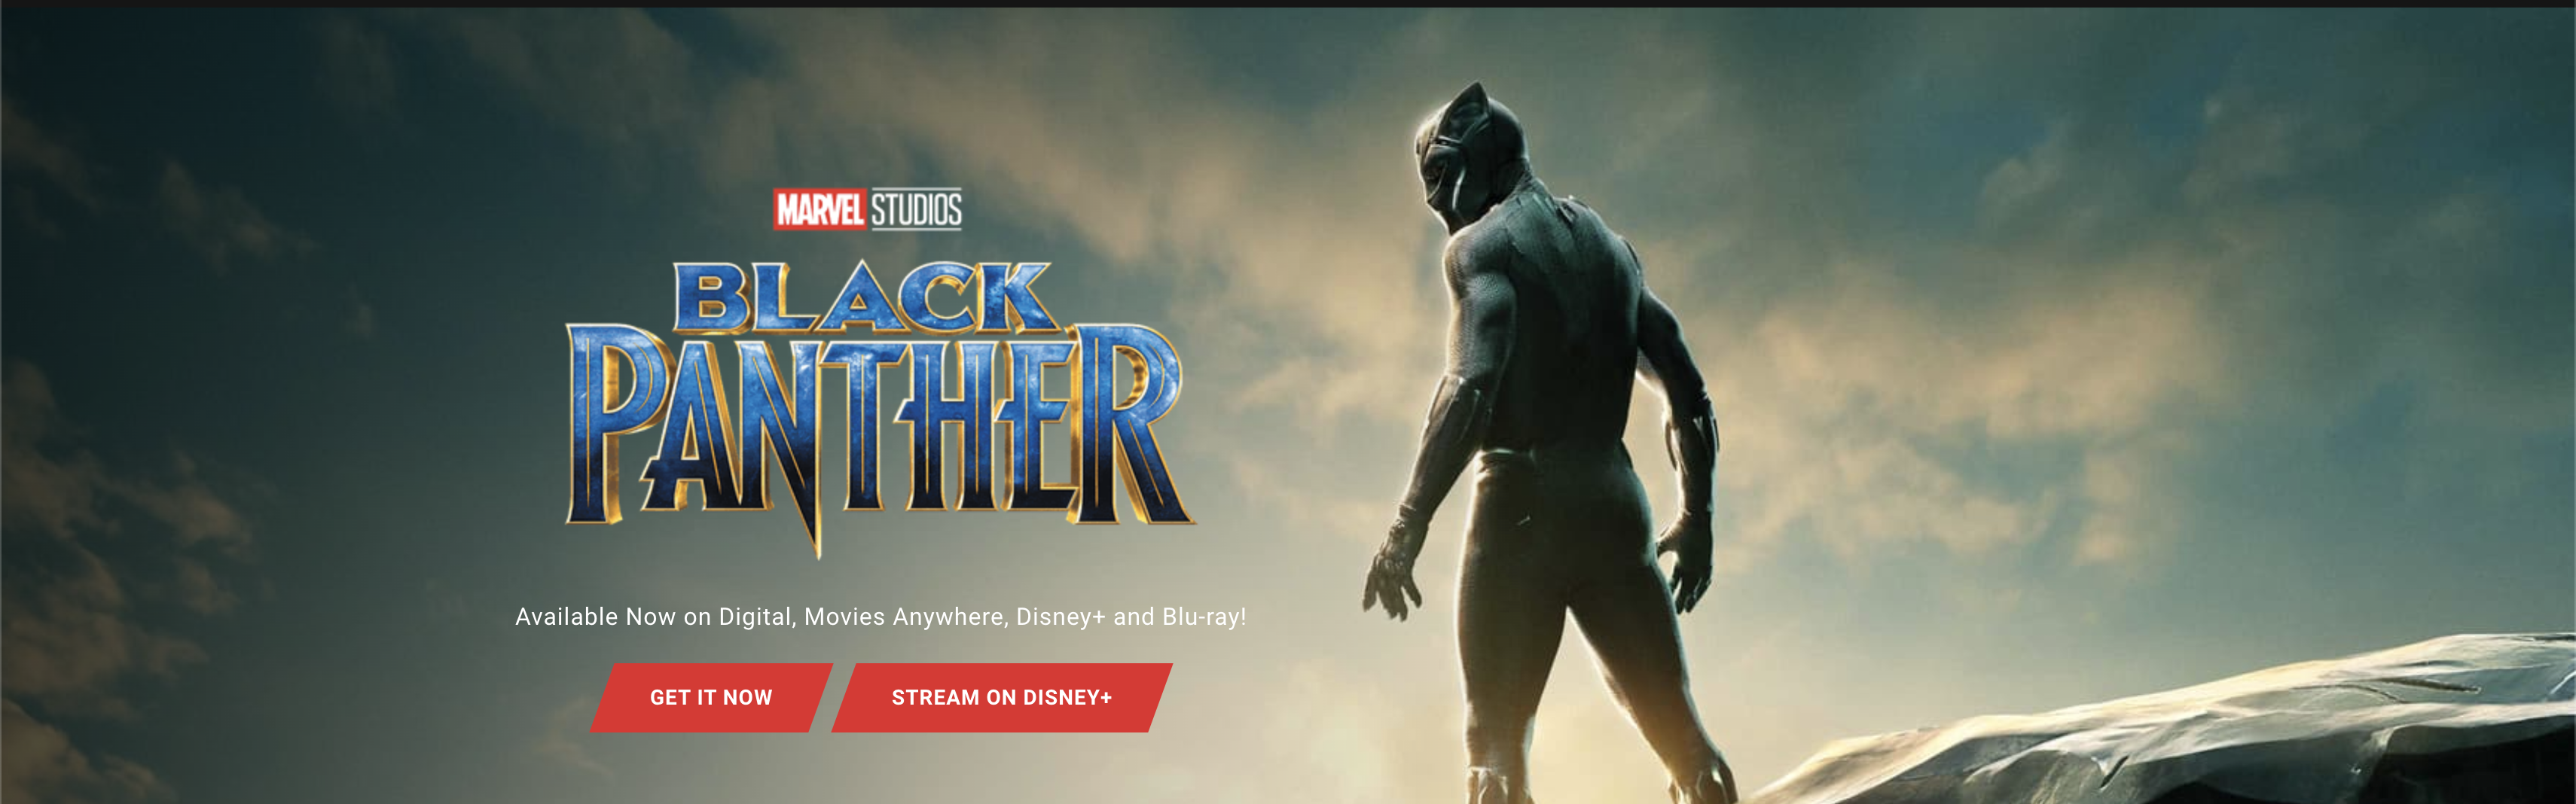 MARVEL STUDIOS
BLACK
PANTHER
Available Now on Digital, Movies Anywhere, Disney+ and Blu-ray!
GET IT NOW STREAM ON DISNEY+